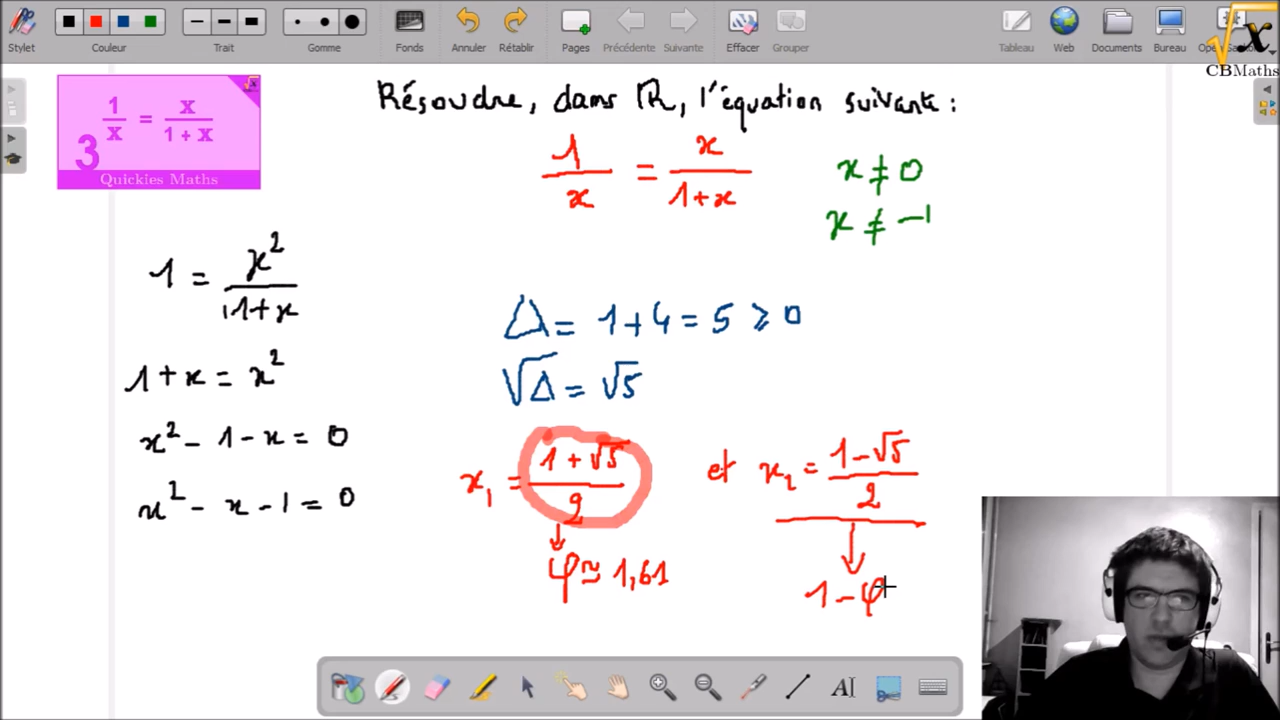 Stylet Couleur Trait Gomme Fonds Annuler Rétablir Pages Précédente Suivante Effacer Grouper Tableau Web Documents Bureau
CBMaths
1/x = x/(1 + x)
3
Quickies Maths
Résoudre, dans ℝ, l'équation suivante :
1/x = x/(1+x)
x ≠ 0
x ≠ -1
1 = x²/(1+x)
1+x = x²
x² - 1 - x = 0
x² - x - 1 = 0
Δ = 1+4 = 5 ⩾ 0
√Δ = √5
x₁ = (1+√5)/2 et x₂ = (1-√5)/2
φ ≈ 1,61
1-φ
AI